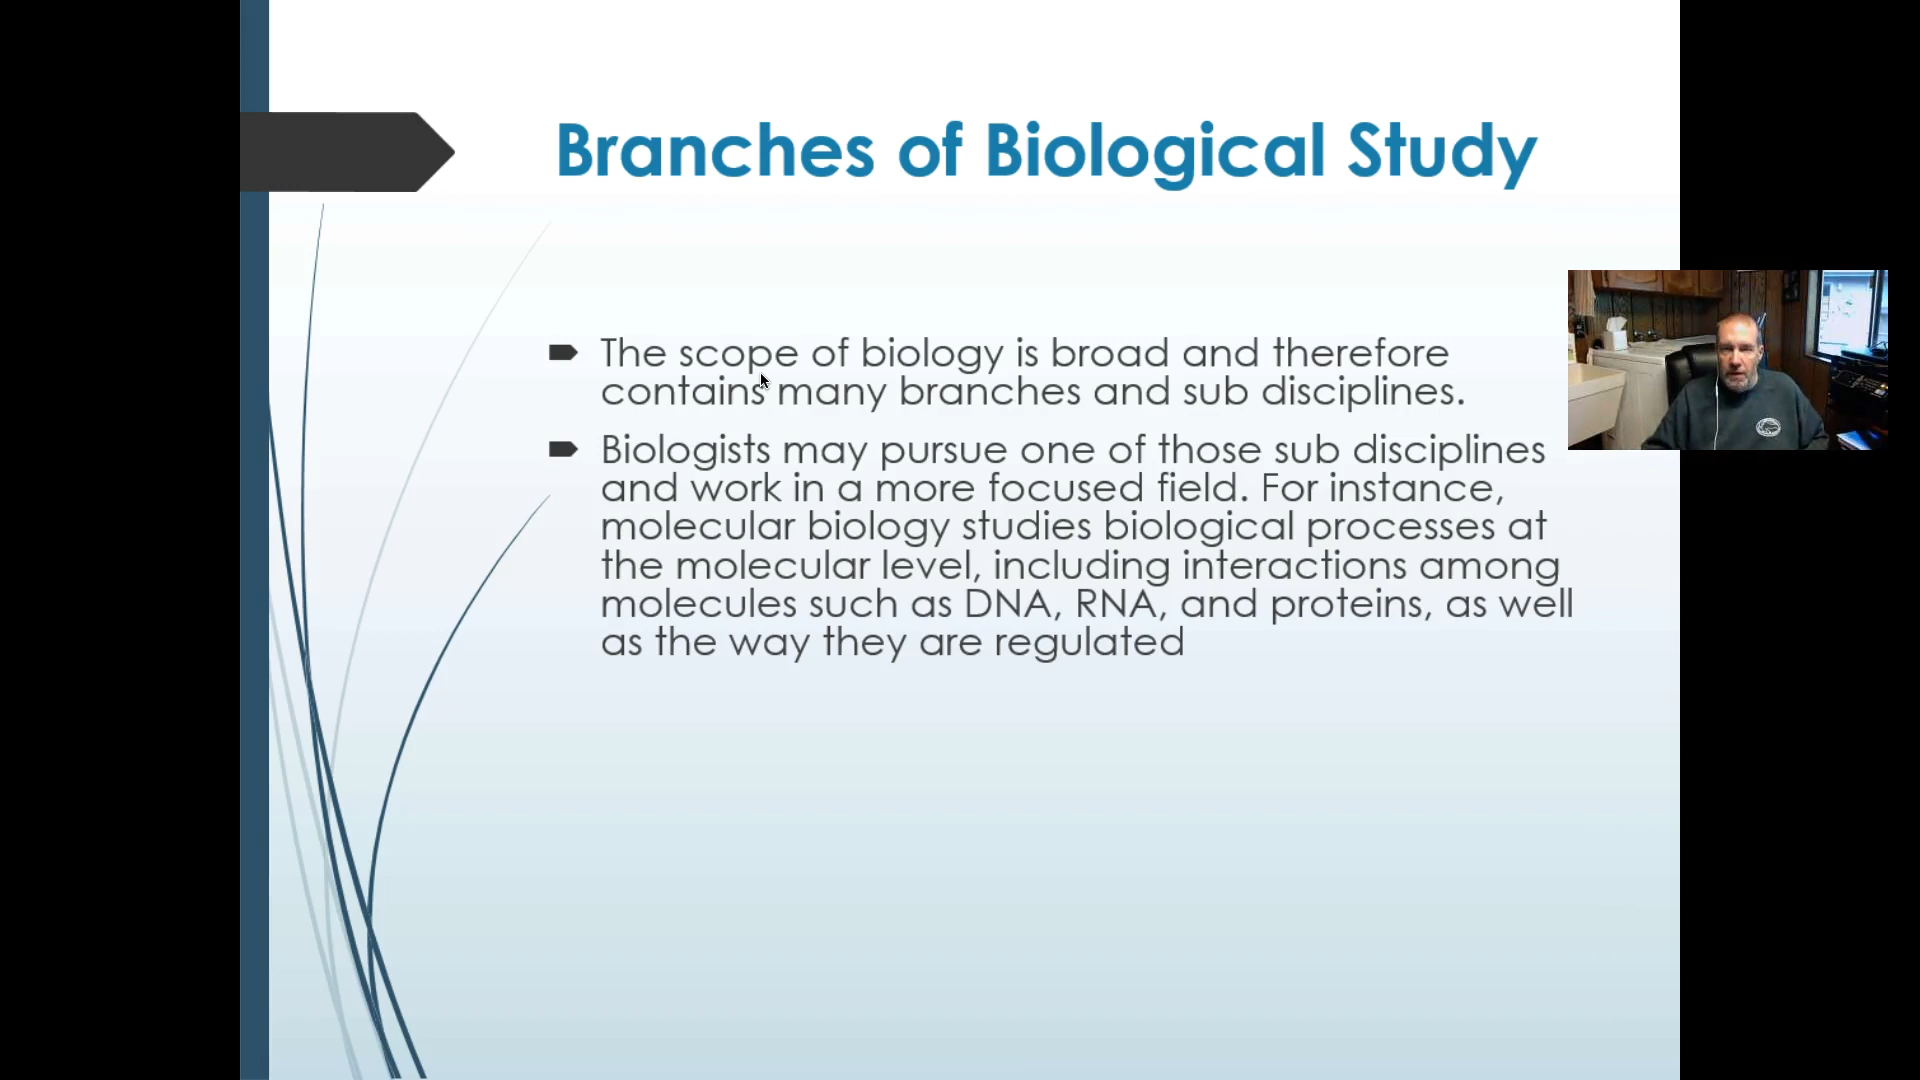 Branches of Biological Study
The scope of biology is broad and therefore
contains many branches and sub disciplines.
Biologists may pursue one of those sub disciplines
and work in a more focused field. For instance,
molecular biology studies biological processes at
the molecular level, including interactions among
molecules such as DNA, RNA, and proteins, as well
as the way they are regulated